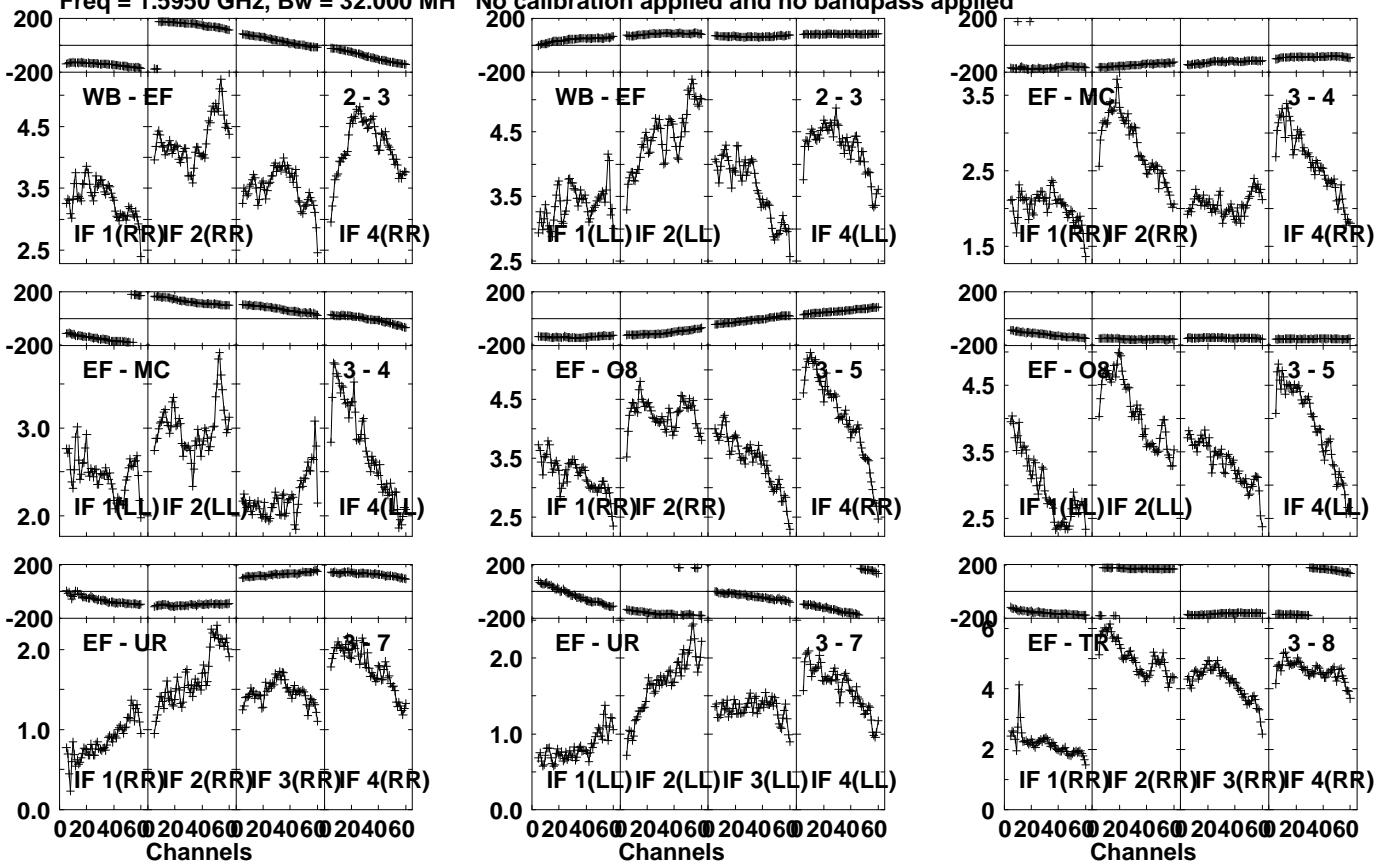 Freq = 1.5950 GHz, Bw = 32.000 MH No calibration applied and no bandpass applied
200
-200
WB - EF 2 - 3
4.5
3.5
2.5
IF 1(RR) IF 2(RR) IF 4(RR)
200
-200
WB - EF 2 - 3
4.5
3.5
2.5
IF 1(LL) IF 2(LL) IF 4(LL)
200
-200
EF - MC 3 - 4
3.5
2.5
1.5
IF 1(RR) IF 2(RR) IF 4(RR)
200
-200
EF - MC 3 - 4
3.0
2.0
IF 1(LL) IF 2(LL) IF 4(LL)
200
-200
EF - O8 3 - 5
4.5
3.5
2.5
IF 1(RR) IF 2(RR) IF 4(RR)
200
-200
EF - O8 3 - 5
4.5
3.5
2.5
IF 1(LL) IF 2(LL) IF 4(LL)
200
-200
EF - UR 3 - 7
2.0
1.0
0.0
IF 1(RR) IF 2(RR) IF 3(RR) IF 4(RR)
0 20 40 60 0 20 40 60 0 20 40 60 0 20 40 60
Channels
200
-200
EF - UR 3 - 7
2.0
1.0
0.0
IF 1(LL) IF 2(LL) IF 3(LL) IF 4(LL)
0 20 40 60 0 20 40 60 0 20 40 60 0 20 40 60
Channels
200
-200
EF - TR 3 - 8
6
4
2
0
IF 1(RR) IF 2(RR) IF 3(RR) IF 4(RR)
0 20 40 60 0 20 40 60 0 20 40 60 0 20 40 60
Channels